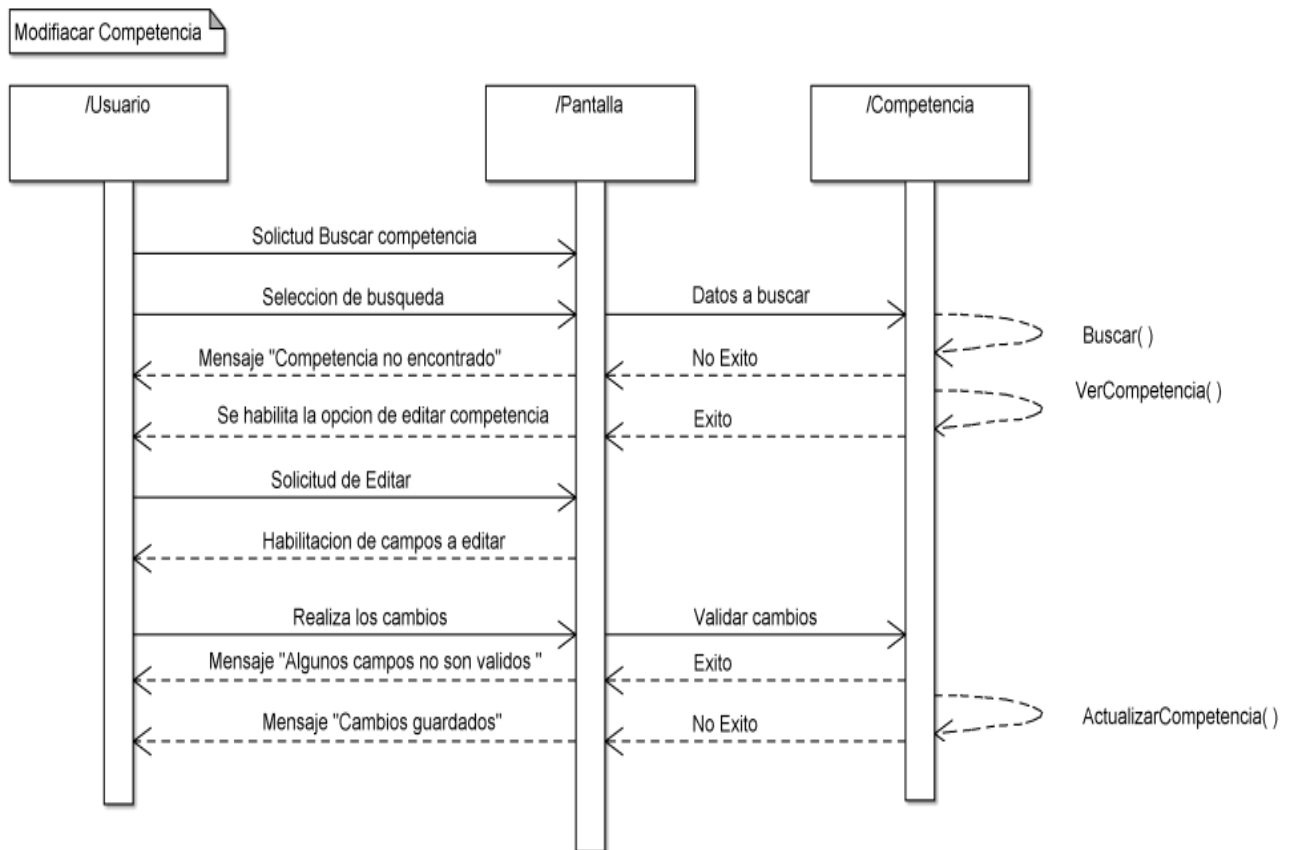 Modifiacar Competencia
/Usuario
/Pantalla
/Competencia
Solictud Buscar competencia
Seleccion de busqueda
Datos a buscar
Buscar( )
Mensaje "Competencia no encontrado"
No Exito
VerCompetencia( )
Se habilita la opcion de editar competencia
Exito
Solicitud de Editar
Habilitacion de campos a editar
Realiza los cambios
Validar cambios
Mensaje "Algunos campos no son validos "
Exito
Mensaje "Cambios guardados"
No Exito
ActualizarCompetencia( )